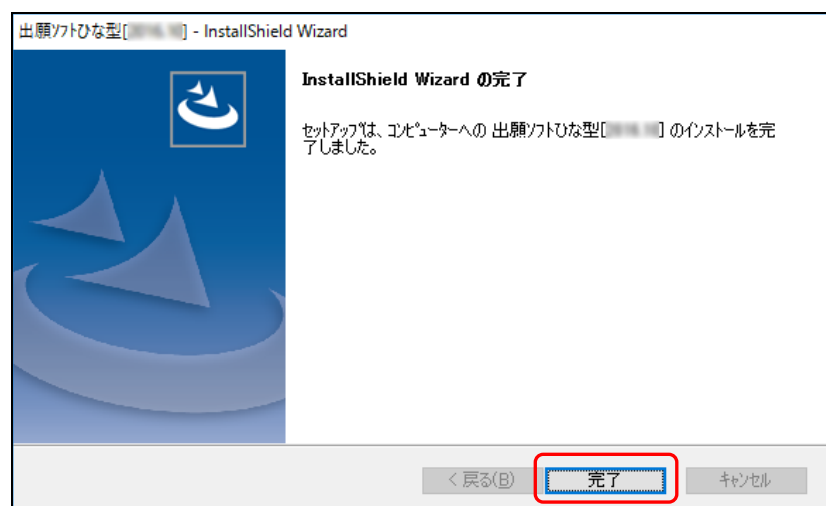 出願ソフトひな型[] - InstallShield Wizard
InstallShield Wizard の完了
セットアップは、コンピューターへの 出願ソフトひな型[] のインストールを完
了しました。
< 戻る(B) 完了 キャンセル